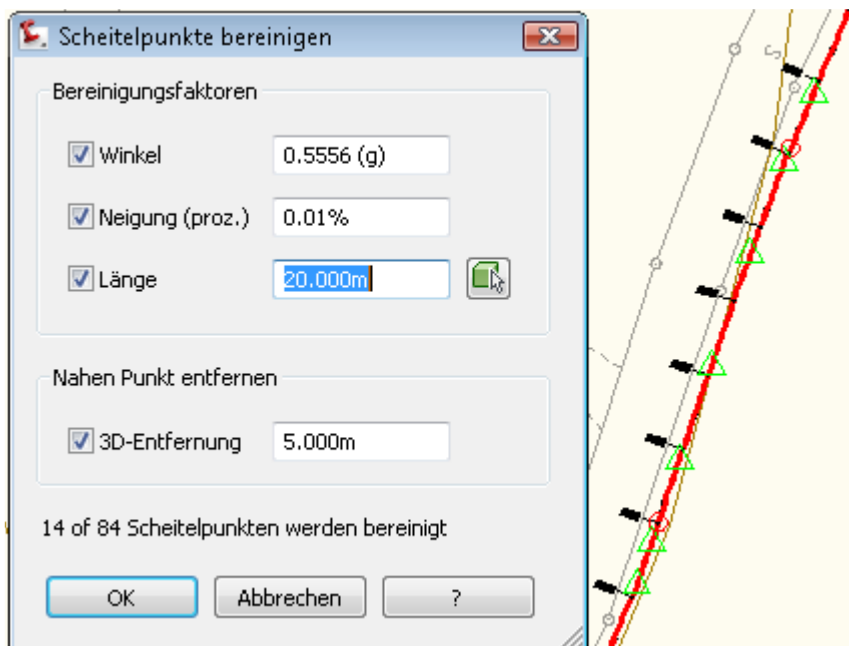 Scheitelpunkte bereinigen
Bereinigungsfaktoren
Winkel 0.5556 (g)
Neigung (proz.) 0.01%
Länge 20.000m
Nahen Punkt entfernen
3D-Entfernung 5.000m
14 of 84 Scheitelpunkten werden bereinigt
OK Abbrechen ?
S